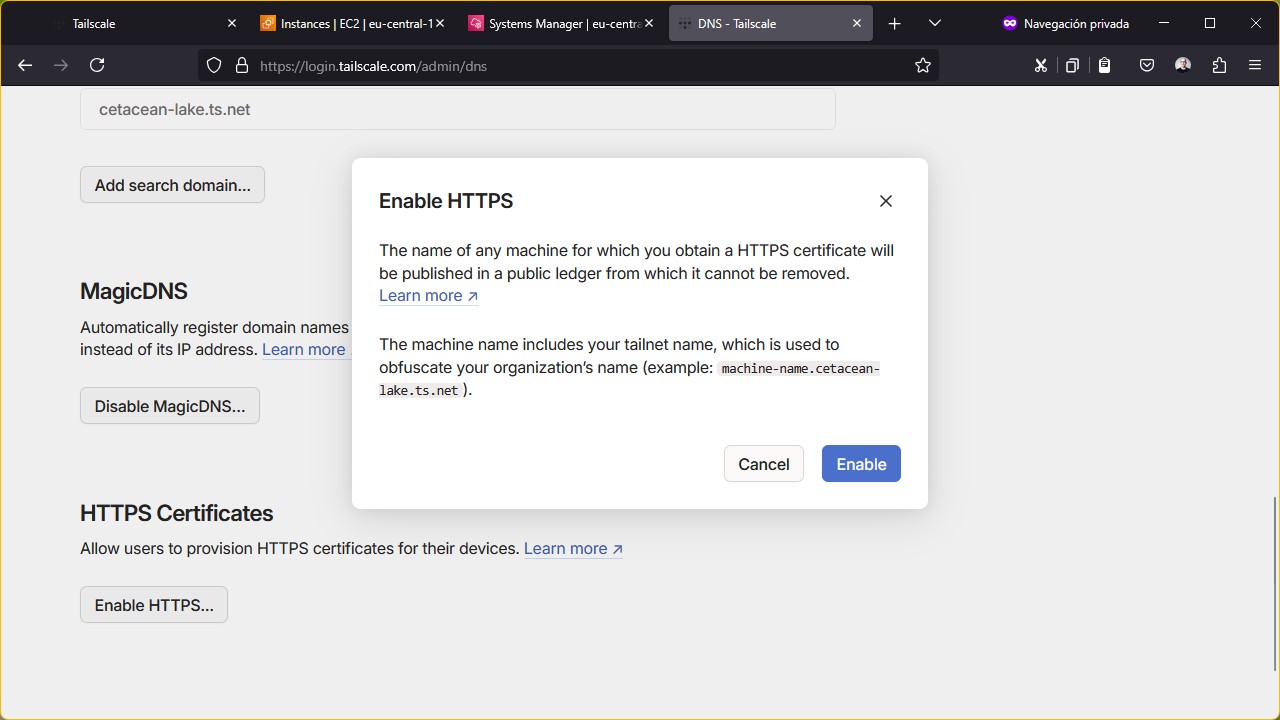 Tailscale
Instances | EC2 | eu-central-1
Systems Manager | eu-centra
DNS - Tailscale
Navegación privada
https://login.tailscale.com/admin/dns
cetacean-lake.ts.net
Add search domain...
Enable HTTPS
The name of any machine for which you obtain a HTTPS certificate will
be published in a public ledger from which it cannot be removed.
Learn more ↗
The machine name includes your tailnet name, which is used to
obfuscate your organization’s name (example: machine-name.cetacean-
lake.ts.net).
Cancel
Enable
MagicDNS
Automatically register domain names
instead of its IP address. Learn more
Disable MagicDNS...
HTTPS Certificates
Allow users to provision HTTPS certificates for their devices. Learn more ↗
Enable HTTPS...